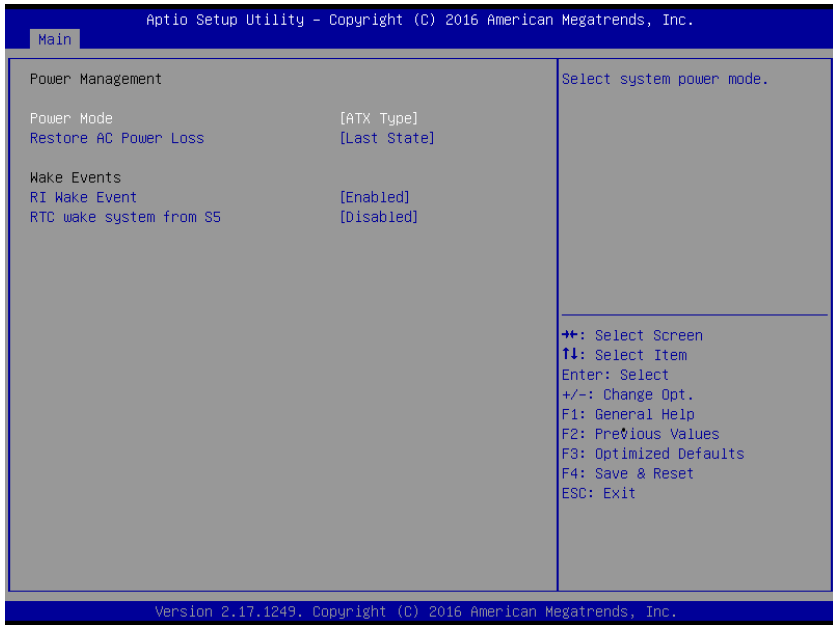 Aptio Setup Utility – Copyright (C) 2016 American Megatrends, Inc.
Main
Power Management
Power Mode [ATX Type]
Restore AC Power Loss [Last State]
Wake Events
RI Wake Event [Enabled]
RTC wake system from S5 [Disabled]
Select system power mode.
→←: Select Screen
↑↓: Select Item
Enter: Select
+/-: Change Opt.
F1: General Help
F2: Previous Values
F3: Optimized Defaults
F4: Save & Reset
ESC: Exit
Version 2.17.1249. Copyright (C) 2016 American Megatrends, Inc.